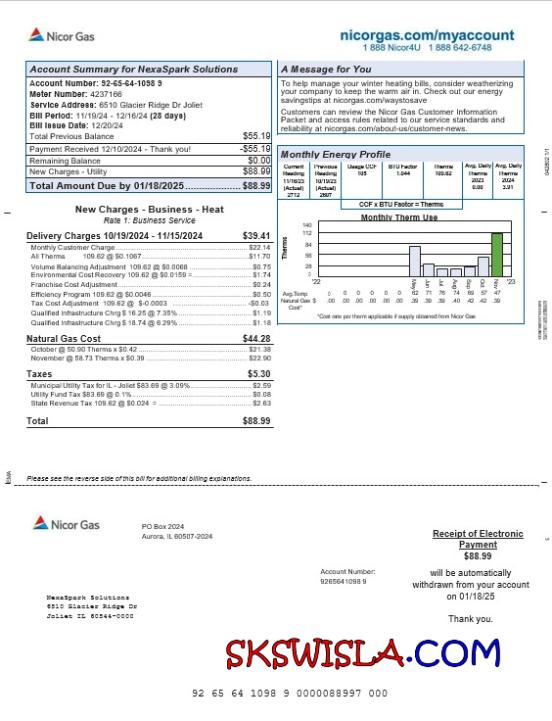 Nicor Gas
nicorgas.com/myaccount
1 888 Nicor4U 1 888 642-6748
Account Summary for NexaSpark Solutions
Account Number: 92-65-64-1098 9
Meter Number: 4237166
Service Address: 6510 Glacier Ridge Dr Joliet
Bill Period: 11/19/24 - 12/16/24 (28 days)
Bill Issue Date: 12/20/24
Total Previous Balance $55.19
Payment Received 12/10/2024 - Thank you! -$55.19
Remaining Balance $0.00
New Charges - Utility $88.99
Total Amount Due by 01/18/2025 $88.99
A Message for You
To help manage your winter heating bills, consider weatherizing
your company to keep the warm air in. Check out our energy
savingstips at nicorgas.com/waystosave
Customers can review the Nicor Gas Customer Information
Packet and access rules related to our service standards and
reliability at nicorgas.com/about-us/customer-news.
Monthly Energy Profile
Current Reading 11/16/23 (Actual) 2712
Previous Reading 10/19/23 (Actual) 2607
Usage CCF 105
BTU Factor 1.044
Therms 109.62
Avg. Daily Therms 2023 0.00
Avg. Daily Therms 2024 3.91
CCF x BTU Factor = Therms
Monthly Therm Use
Therms
140
112
84
56
28
0
'22 May Jun Jul Aug Sep Oct Nov '23
Avg.Temp 0 0 0 0 0 62 71 76 74 69 57 47
Natural Gas $ .00 .00 .00 .00 .00 .39 .39 .39 .40 .42 .42 .39
Cost*
*Cost rate per therm applicable if supply obtained from Nicor Gas
New Charges - Business - Heat
Rate 1: Business Service
Delivery Charges 10/19/2024 - 11/15/2024 $39.41
Monthly Customer Charge $22.14
All Therms 109.62 @ $0.1067 $11.70
Volume Balancing Adjustment 109.62 @ $0.0068 $0.75
Environmental Cost Recovery 109.62 @ $0.0159 = $1.74
Franchise Cost Adjustment $0.24
Efficiency Program 109.62 @ $0.0046 $0.50
Tax Cost Adjustment 109.62 @ $-0.0003 -$0.03
Qualified Infrastructure Chrg $ 16.25 @ 7.35% $1.19
Qualified Infrastructure Chrg $ 18.74 @ 6.29% $1.18
Natural Gas Cost $44.28
October @ 50.90 Therms x $0.42 $21.38
November @ 58.73 Therms x $0.39 $22.90
Taxes $5.30
Municipal Utility Tax for IL - Joliet $83.69 @ 3.09% $2.59
Utility Fund Tax $83.69 @ 0.1% $0.08
State Revenue Tax 109.62 @ $0.024 = $2.63
Total $88.99
Please see the reverse side of this bill for additional billing explanations.
Nicor Gas
PO Box 2024
Aurora, IL 60507-2024
Receipt of Electronic
Payment
$88.99
Account Number:
9265641098 9
will be automatically
withdrawn from your account
on 01/18/25
Thank you.
NexaSpark Solutions
6510 Glacier Ridge Dr
Joliet IL 60544-0000
SKSWISLA.COM
92 65 64 1098 9 0000088997 000